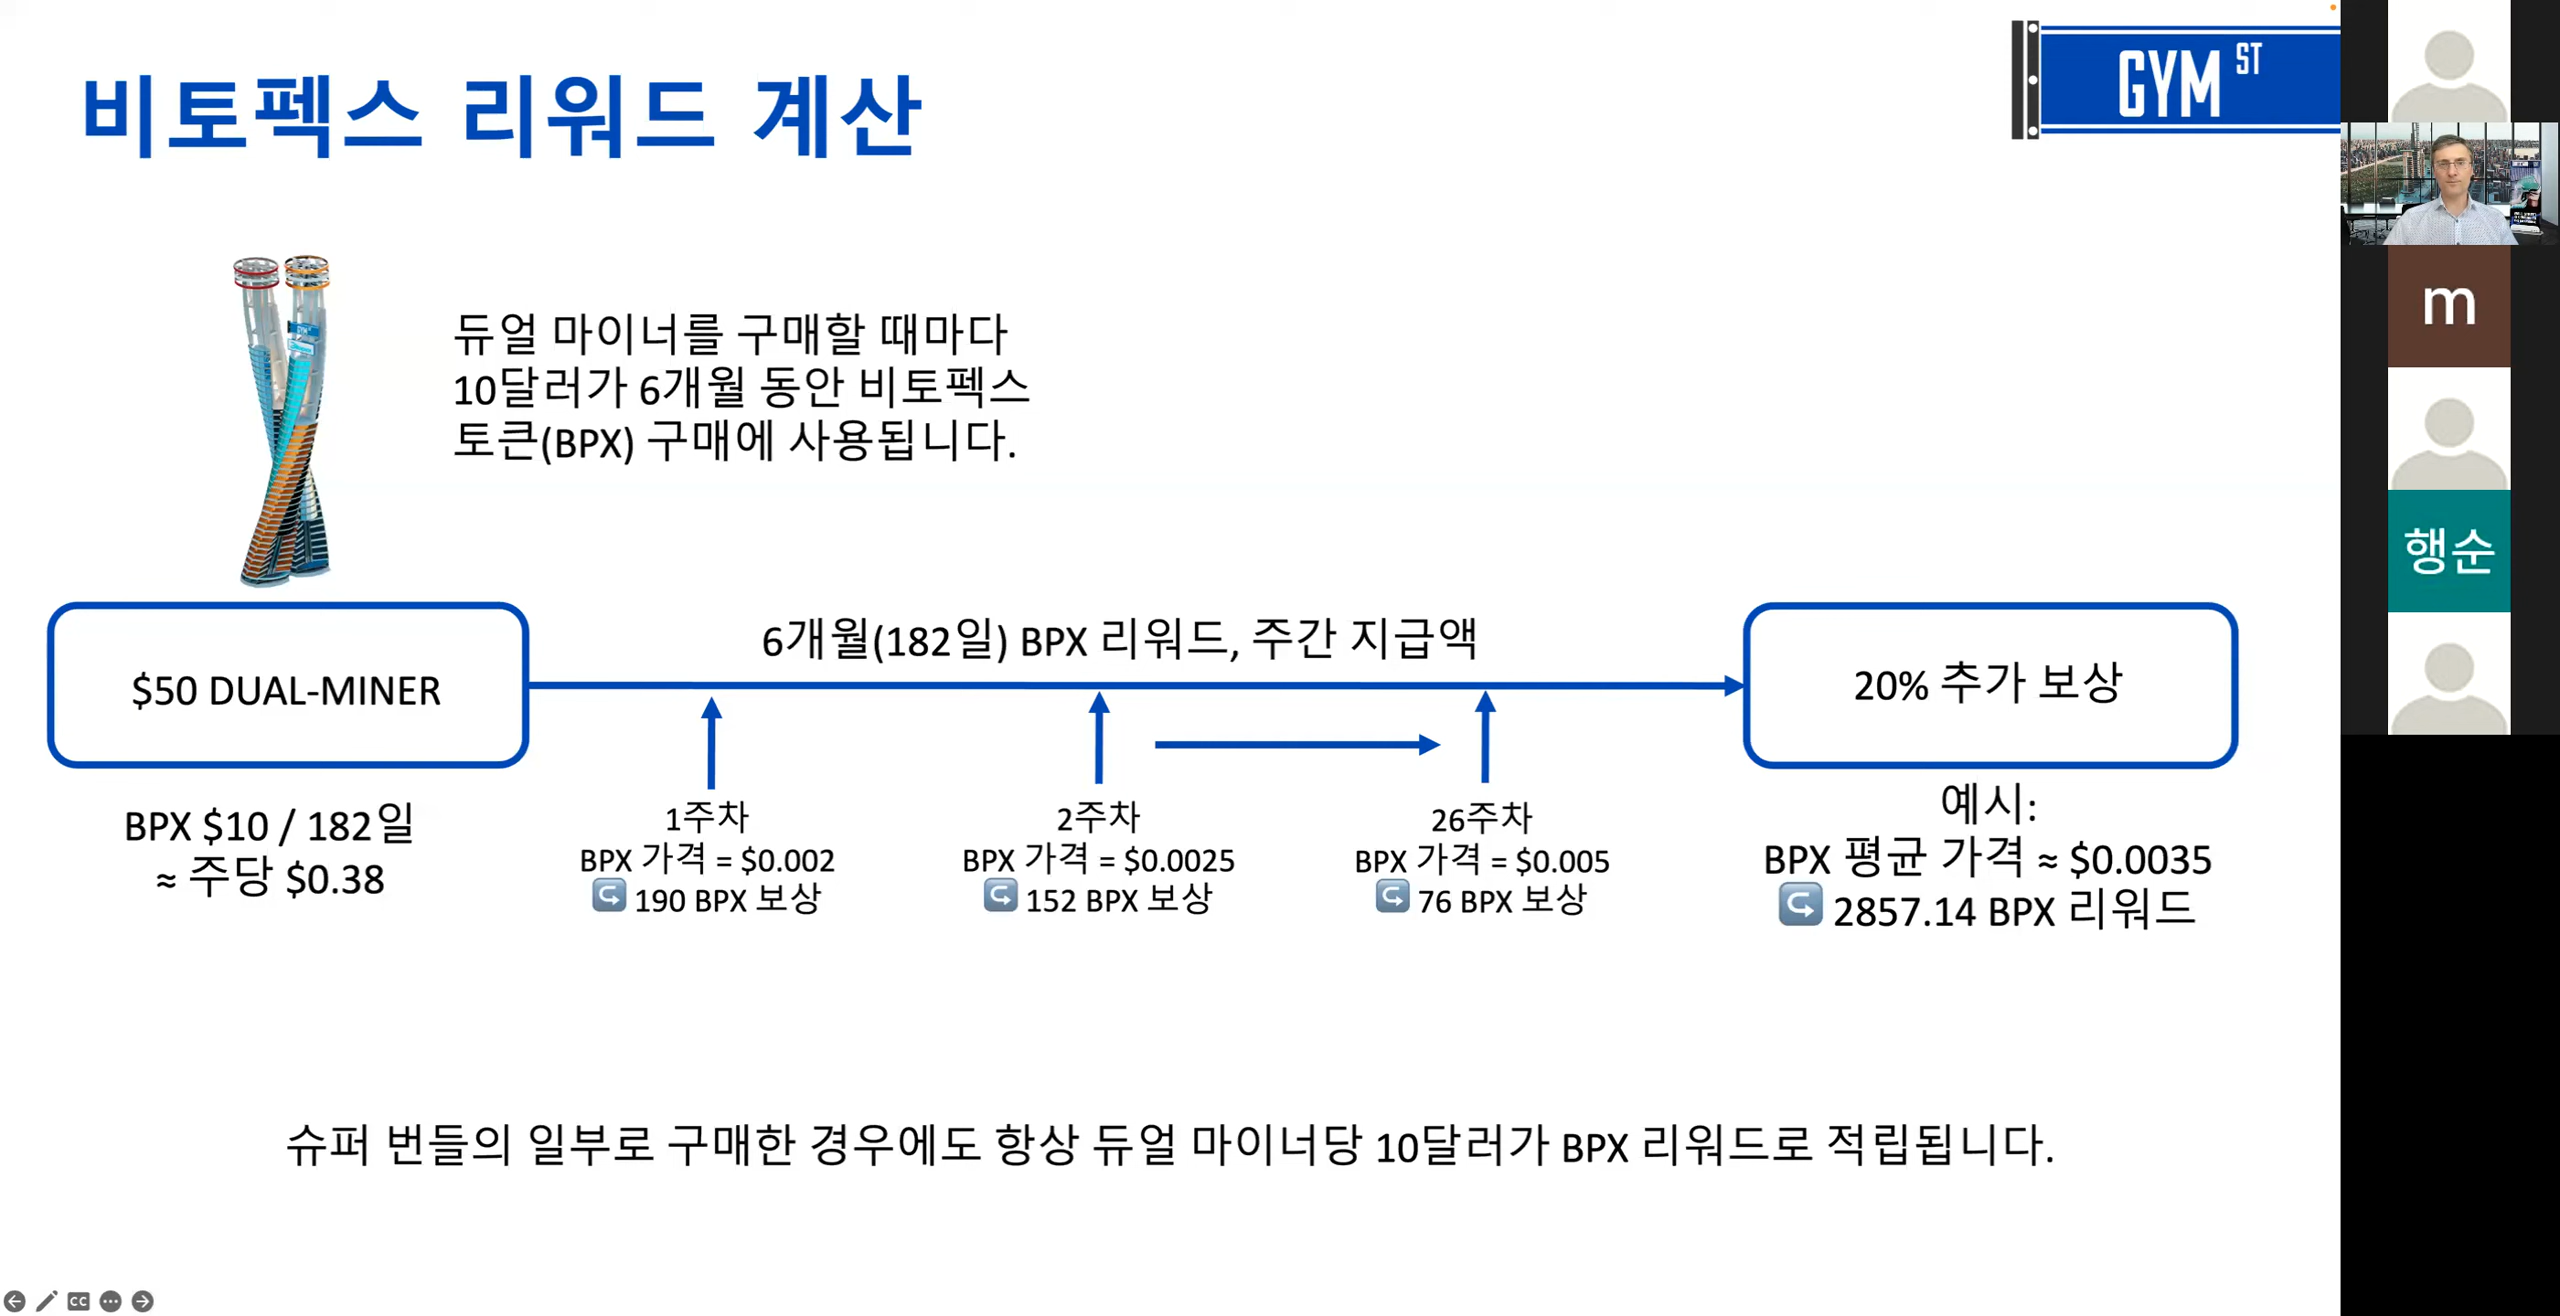 비토펙스 리워드 계산
GYM ST
듀얼 마이너를 구매할 때마다
10달러가 6개월 동안 비토펙스
토큰(BPX) 구매에 사용됩니다.
$50 DUAL-MINER
6개월(182일) BPX 리워드, 주간 지급액
20% 추가 보상
BPX $10 / 182일
≈ 주당 $0.38
1주차
BPX 가격 = $0.002
190 BPX 보상
2주차
BPX 가격 = $0.0025
152 BPX 보상
26주차
BPX 가격 = $0.005
76 BPX 보상
예시:
BPX 평균 가격 ≈ $0.0035
2857.14 BPX 리워드
슈퍼 번들의 일부로 구매한 경우에도 항상 듀얼 마이너당 10달러가 BPX 리워드로 적립됩니다.
m
행순
CC